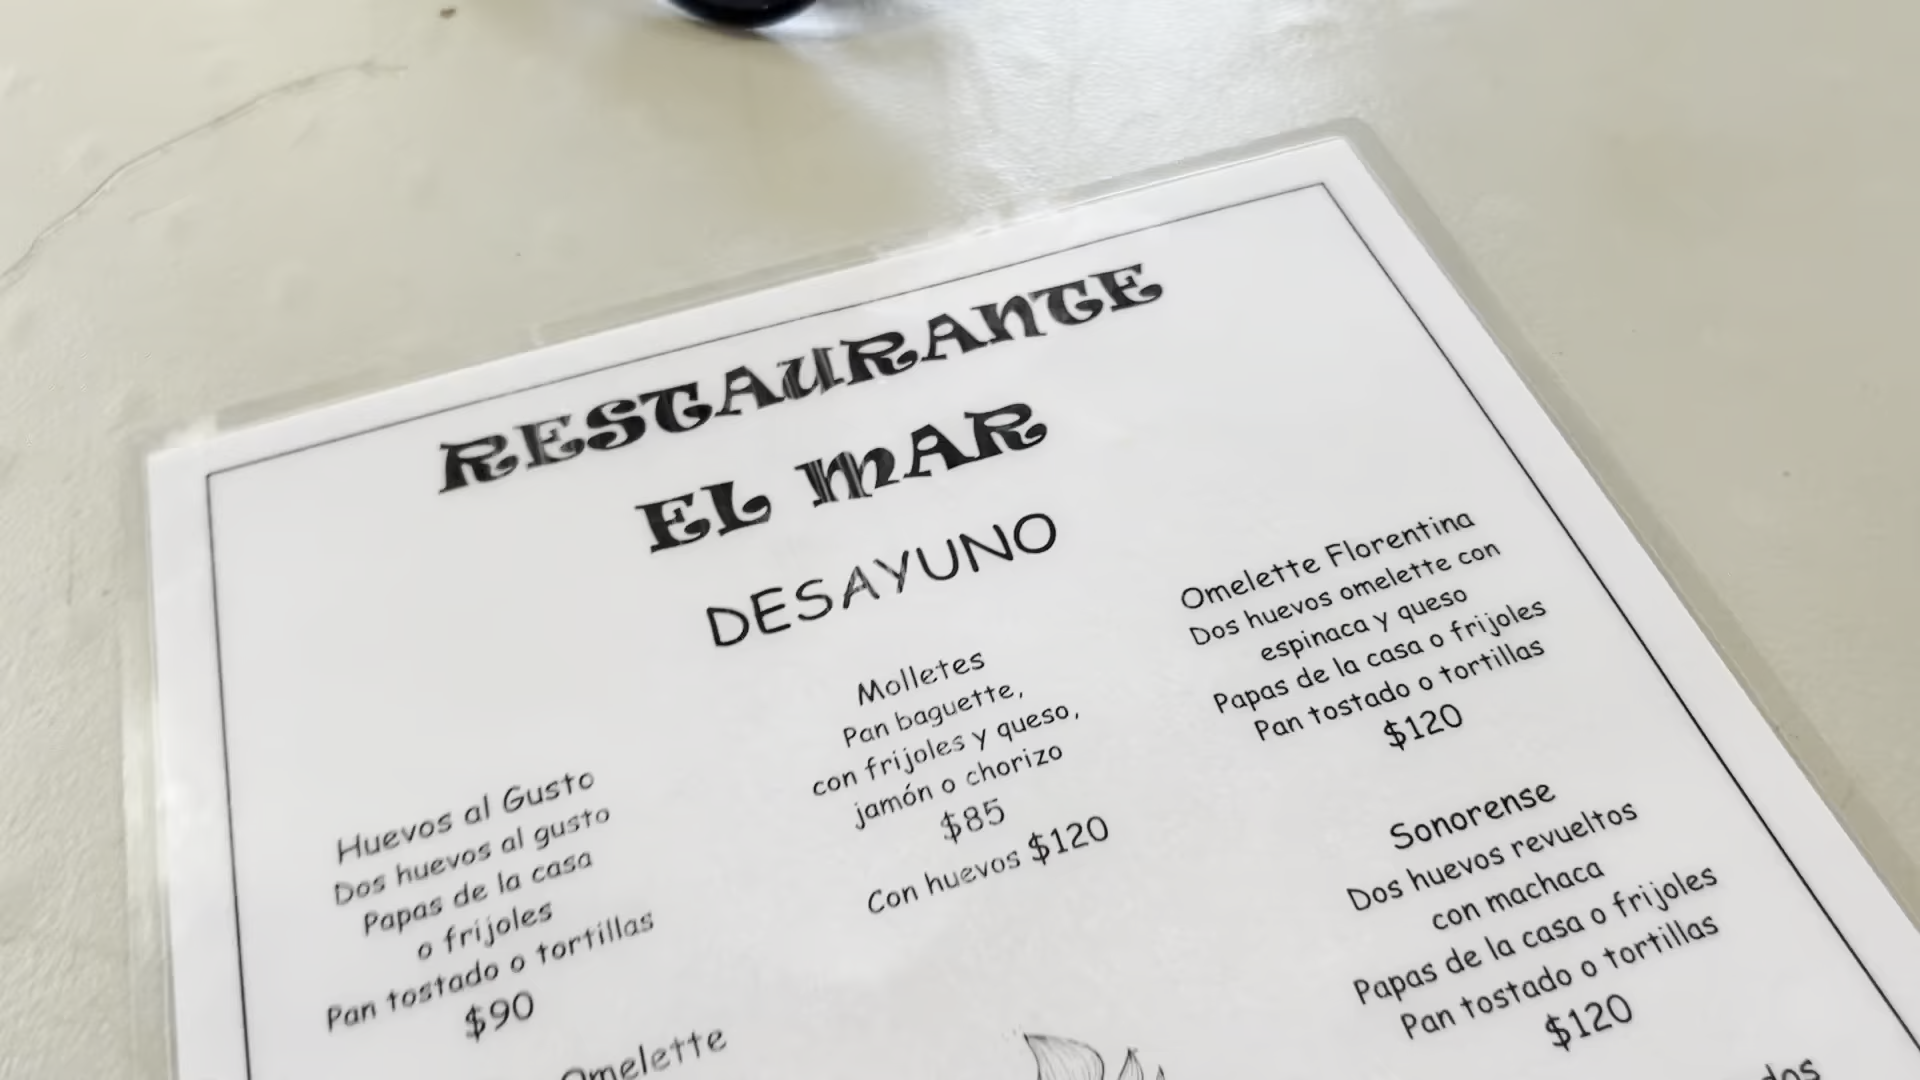 RESTAURANTE
EL MAR
DESAYUNO
Huevos al Gusto
Dos huevos al gusto
Papas de la casa
o frijoles
Pan tostado o tortillas
$90
Omelette
Molletes
Pan baguette,
con frijoles y queso,
jamón o chorizo
$85
Con huevos $120
Omelette Florentina
Dos huevos omelette con
espinaca y queso
Papas de la casa o frijoles
Pan tostado o tortillas
$120
Sonorense
Dos huevos revueltos
con machaca
Papas de la casa o frijoles
Pan tostado o tortillas
$120